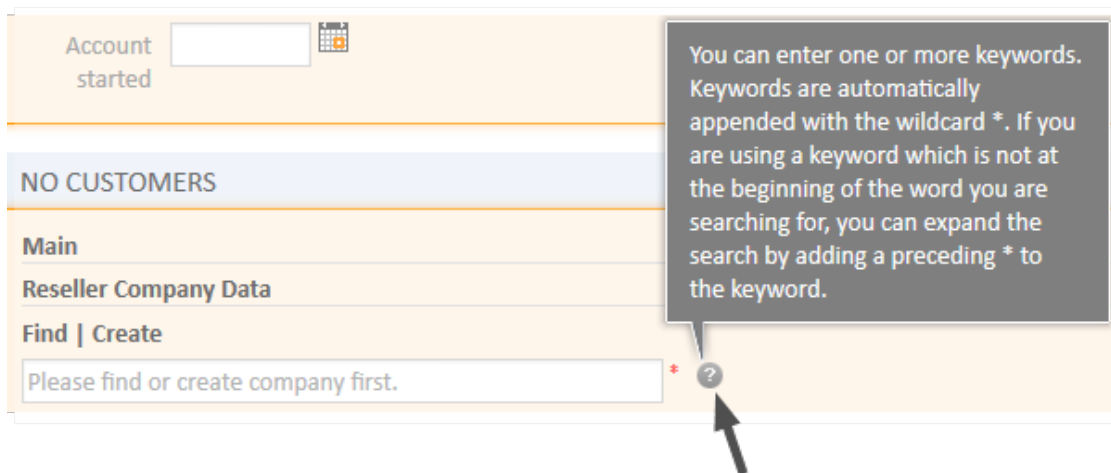 Account
started
You can enter one or more keywords.
Keywords are automatically
appended with the wildcard *. If you
are using a keyword which is not at
the beginning of the word you are
searching for, you can expand the
search by adding a preceding * to
the keyword.
NO CUSTOMERS
Main
Reseller Company Data
Find | Create
Please find or create company first.
* ?